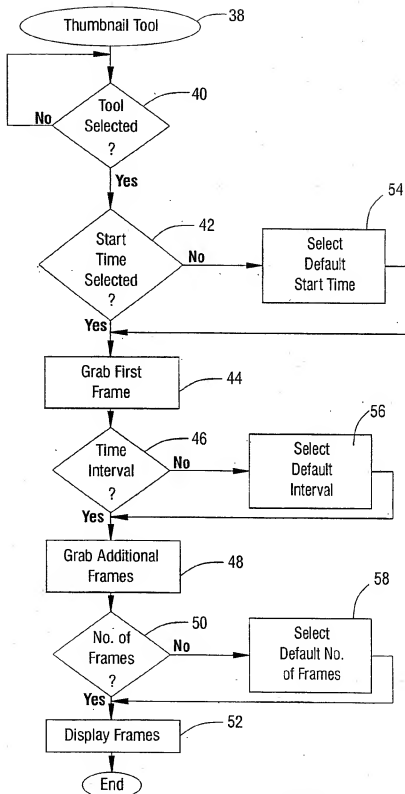 Thumbnail Tool
38
40
Tool
Selected
?
No
Yes
42
Start
Time
Selected
?
No
54
Select
Default
Start Time
Yes
Grab First
Frame
44
46
Time
Interval
?
No
56
Select
Default
Interval
Yes
Grab Additional
Frames
48
50
No. of
Frames
?
No
58
Select
Default No.
of Frames
Yes
52
Display Frames
End